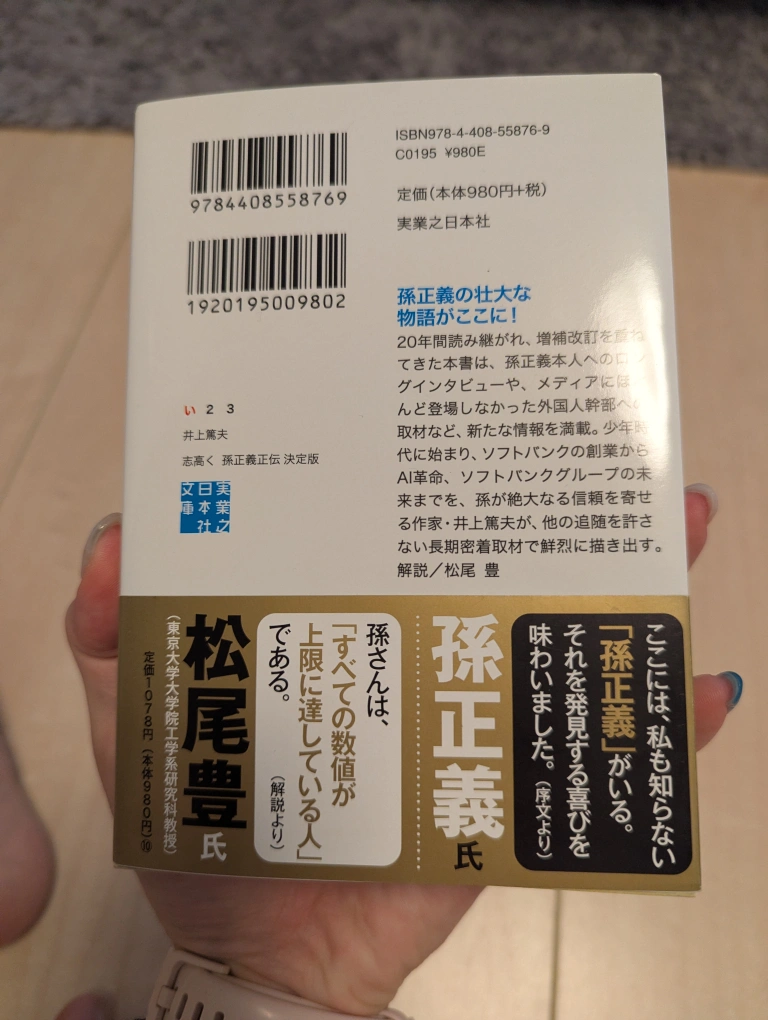 9784408558769
1920195009802
ISBN978-4-408-55876-9
C0195 ¥980E
定価(本体980円+税)
実業之日本社
い 2 3
井上篤夫
志高く 孫正義正伝 決定版
実業之
日本社
文庫
孫正義の壮大な
物語がここに!
20年間読み継がれ、増補改訂を重ね
てきた本書は、孫正義本人へのロン
グインタビューや、メディアにほ
んど登場しなかった外国人幹部への
取材など、新たな情報を満載。少年時
代に始まり、ソフトバンクの創業から
AI革命、ソフトバンクグループの未
来までを、孫が絶大なる信頼を寄せ
る作家・井上篤夫が、他の追随を許さ
ない長期密着取材で鮮烈に描き出す。
解説/松尾 豊
ここには、私も知らない
「孫正義」がいる。
それを発見する喜びを
味わいました。(序文より)
孫正義氏
孫さんは、
「すべての数値が
上限に達している人」
である。(解説より)
松尾豊氏
(東京大学大学院工学系研究科教授)
定価1078円(本体980円)⑩